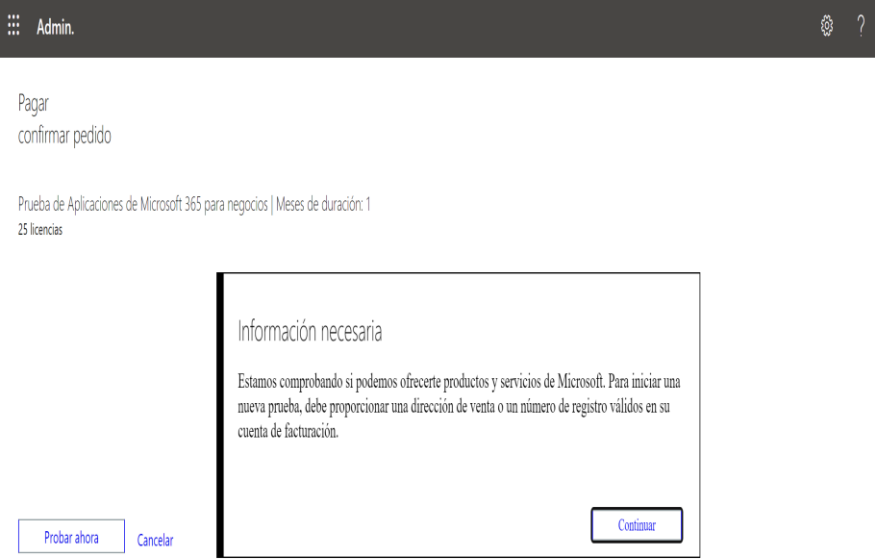 Admin.
Pagar
confirmar pedido
Prueba de Aplicaciones de Microsoft 365 para negocios | Meses de duración: 1
25 licencias
Información necesaria
Estamos comprobando si podemos ofrecerte productos y servicios de Microsoft. Para iniciar una
nueva prueba, debe proporcionar una dirección de venta o un número de registro válidos en su
cuenta de facturación.
Continuar
Probar ahora Cancelar